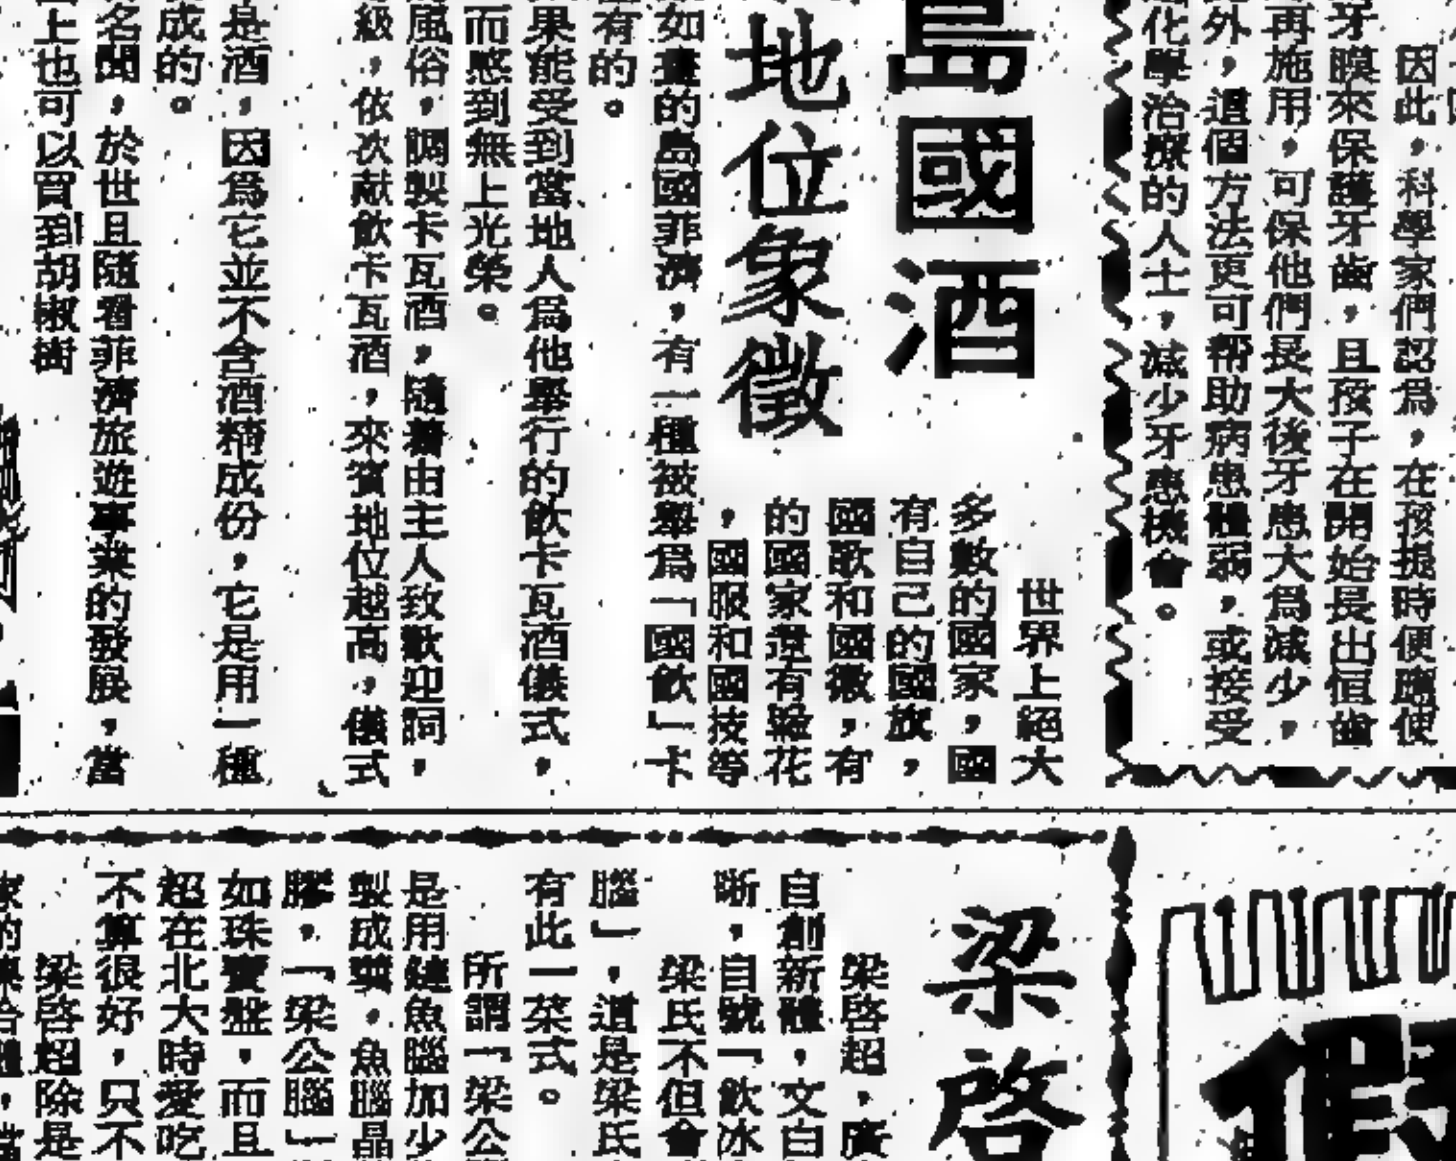 因此，科學家們認爲，在孩提時便隨使
牙膜來保護牙齒，且孩子在開始長出恒齒
再施用，可保他們長大後牙患大爲減少，
外，這個方法更可帮助病患體弱，或接受
化學治療的人士，減少牙患機會。
島國酒
地位象徵
世界上絕大
多數的國家，國
有自己的國旗，
國歌和國徽，有
的國家還有國花
，國服和國技等
如畫的島國菲濟，有一種被舉爲「國飲」卡
有的。
果能受到當地人爲他舉行的飲卡瓦酒儀式，
而感到無上光榮。
風俗，調製卡瓦酒，隨着由主人致歡迎詞，
級，依次献飲卡瓦酒，來賓地位越高，儀式
是酒，因爲它並不含酒精成份，它是用一種
成的。
名聞，於世且隨着菲濟旅遊事業的發展，當
上也可以買到胡椒樹
梁啓
梁啓超，廣
自創新體，文白
晰，自號「飲冰
梁氏不但會
腦」，道是梁氏
有此一菜式。
所謂「梁公
是用鏈魚腦加少
製成羹，魚腦晶
膠，「梁公腦」
如珠寶盤，而且
超在北大時愛吃
不算很好，只不
梁啓超除是
假